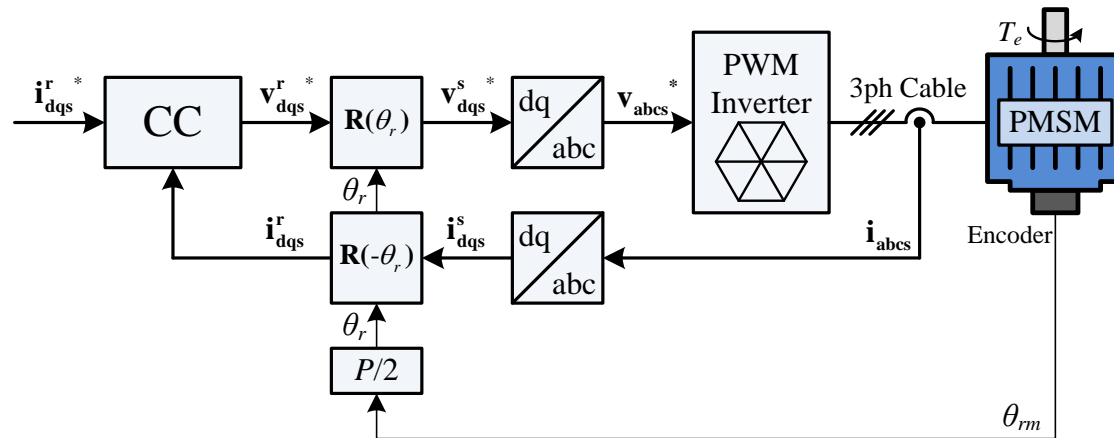 T_e
i^r_dqs*
CC
v^r_dqs*
R(θ_r)
v^s_dqs*
dq
abc
v_abcs*
PWM
Inverter
3ph Cable
PMSM
θ_r
i^r_dqs
R(-θ_r)
i^s_dqs
dq
abc
i_abcs
Encoder
θ_r
P/2
θ_rm